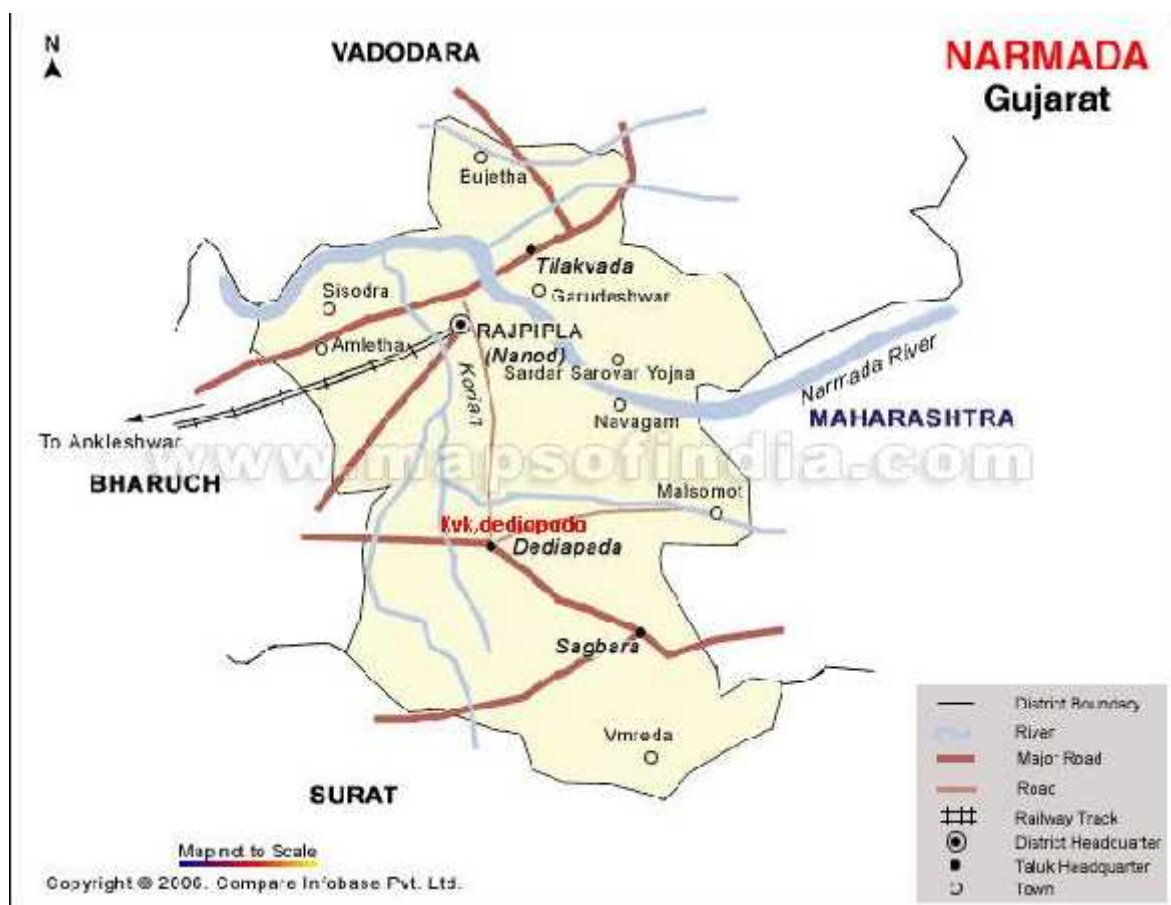 N
VADODARA
NARMADA
Gujarat
Eujetha
Tilakvada
Garudeshwar
Sisodra
RAJPIPLA
(Nanod)
Amletha
Sardar Sarovar Yojna
Narmada River
Navagam
MAHARASHTRA
To Ankleshwar
BHARUCH
www.mapsofindia.com
Malsomot
Kvk,dediapada
Dediapada
Sagbara
Vmreda
SURAT
District Boundary
River
Major Road
Road
Railway Track
District Headquarter
Taluk Headquarter
Town
Map not to Scale
Copyright © 2006. Compare Infobase Pvt. Ltd.